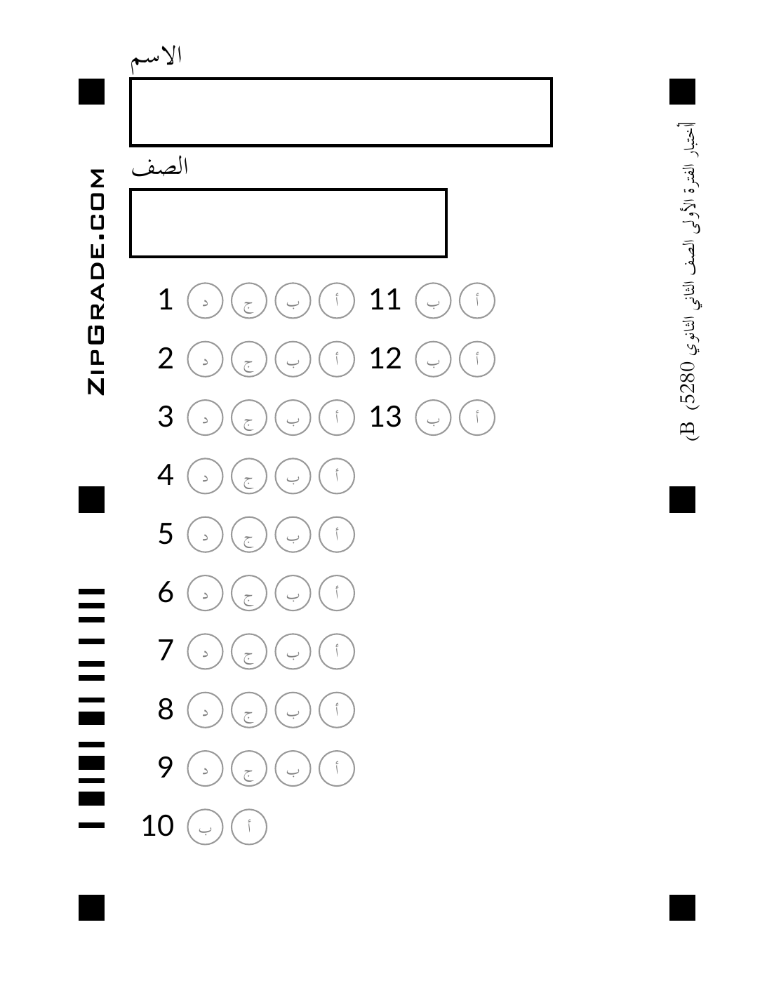 الاسم
الصف
1 د ج ب أ
2 د ج ب أ
3 د ج ب أ
4 د ج ب أ
5 د ج ب أ
6 د ج ب أ
7 د ج ب أ
8 د ج ب أ
9 د ج ب أ
10 ب أ
11 ب أ
12 ب أ
13 ب أ
ZIPGRADE.COM
اختبار الفترة الأولى الصف الثاني الثانوي 5280) B)